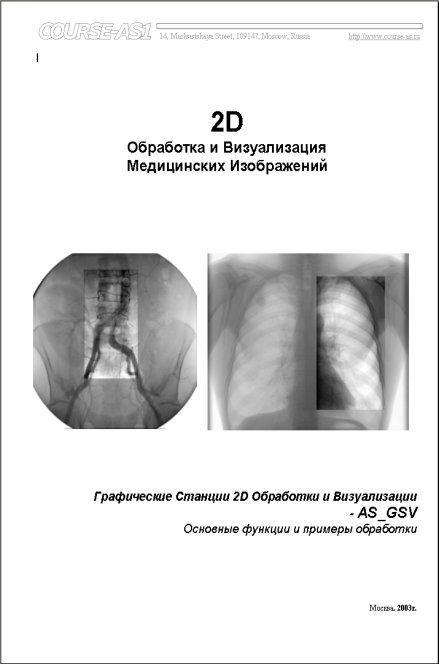 COURSE-AS1
14, Marksistskaya Street, 109147, Moscow, Russia
http://www.course-as.ru
2D
Обработка и Визуализация
Медицинских Изображений
Графические Станции 2D Обработки и Визуализации
- AS_GSV
Основные функции и примеры обработки
Москва, 2003г.